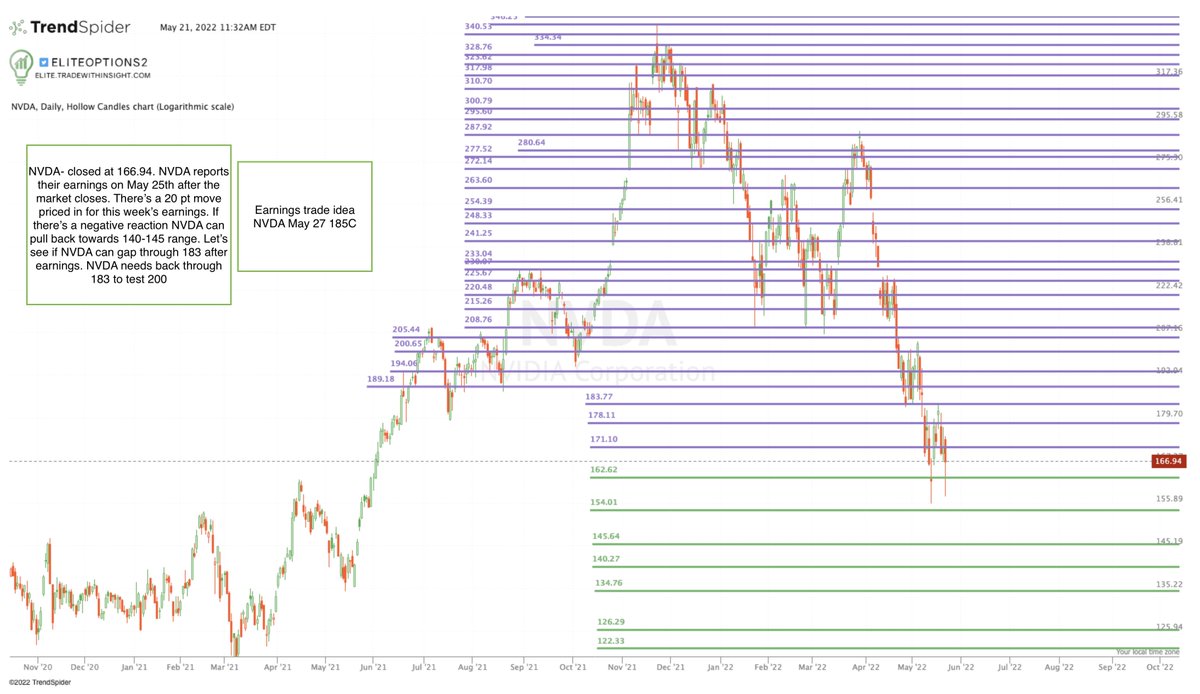 TrendSpider
May 21, 2022 11:32AM EDT
ELITEOPTIONS2
ELITE.TRADEWITHINSIGHT.COM
NVDA, Daily, Hollow Candles chart (Logarithmic scale)
NVDA- closed at 166.94. NVDA reports
their earnings on May 25th after the
market closes. There's a 20 pt move
priced in for this week's earnings. If
there's a negative reaction NVDA can
pull back towards 140-145 range. Let's
see if NVDA can gap through 183 after
earnings. NVDA needs back through
183 to test 200
Earnings trade idea
NVDA May 27 185C
340.53
334.34
328.76
317.98
310.70
300.79
295.60
287.92
280.64
277.52
272.14
263.60
254.39
248.33
241.25
233.04
225.67
220.48
215.26
208.76
205.44
200.65
194.06
189.18
183.77
178.11
171.10
162.62
154.01
145.64
140.27
134.76
126.29
122.33
NVDA
NVIDIA Corporation
317.36
295.58
275.30
256.41
222.42
207.16
179.70
166.94
155.89
145.19
135.22
125.94
Your local time zone
Nov '20
Dec '20
Jan '21
Feb '21
Mar '21
Apr '21
May '21
Jun '21
Jul '21
Aug '21
Sep '21
Oct '21
Nov '21
Dec '21
Jan '22
Feb '22
Mar '22
Apr '22
May '22
Jun '22
Jul '22
Aug '22
Sep '22
Oct '22
©2022 TrendSpider